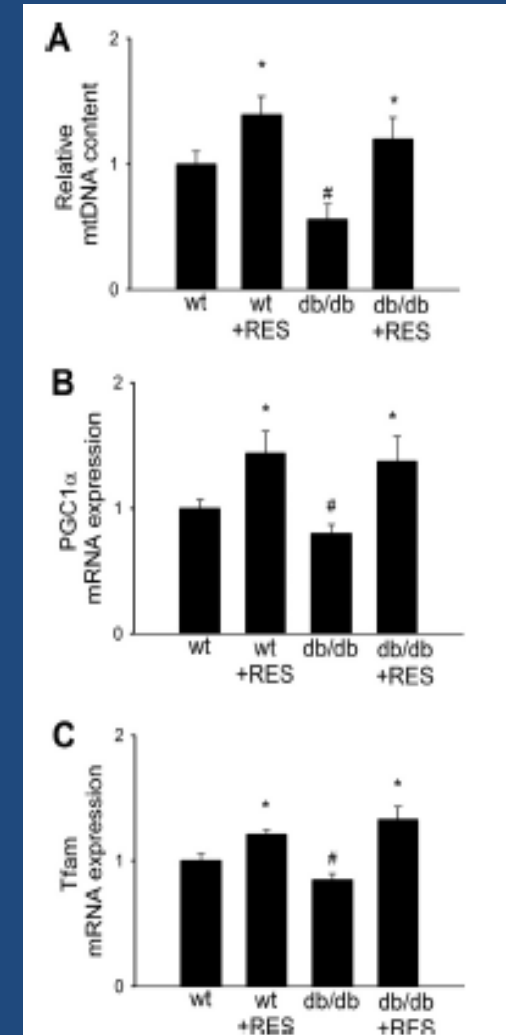 A
2
1
0
Relative
mtDNA content
*
#
*
wt wt db/db db/db
+RES +RES
B
2
1
0
PGC1α
mRNA expression
*
#
*
wt wt db/db db/db
+RES +RES
C
2
1
0
Tfam
mRNA expression
*
#
*
wt wt db/db db/db
+RES +RES